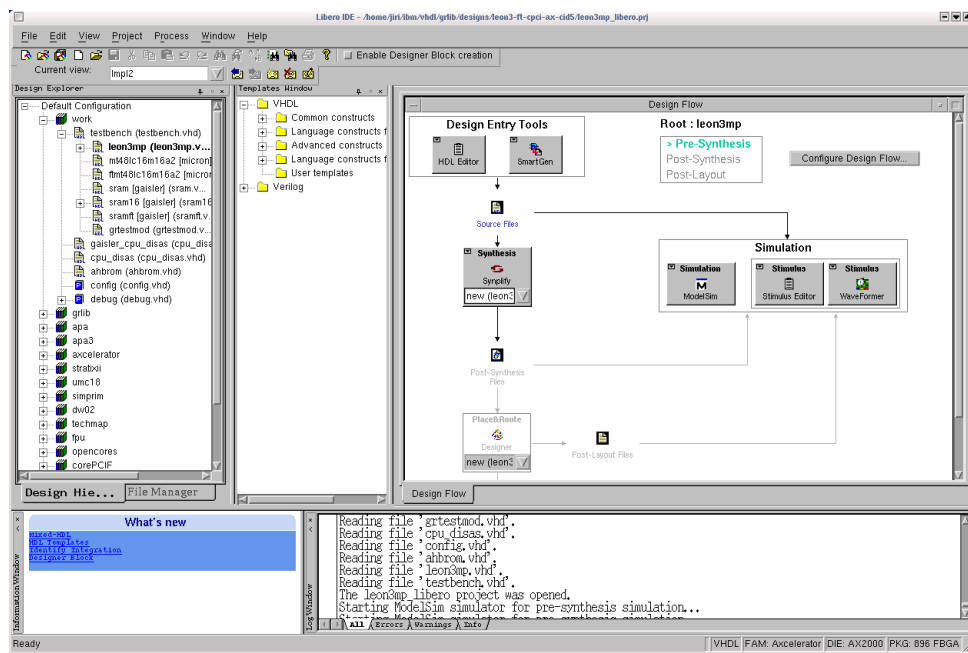 Libero IDE - /home/jiri/ibm/vhdl/grlib/designs/leon3-ft-cpci-ax-cid5/leon3mp_libero.prj
File Edit View Project Process Window Help
Enable Designer Block creation
Current view: Impl2
Design Explorer
Default Configuration
work
testbench (testbench.vhd)
leon3mp (leon3mp.v...
mt48lc16m16a2 [micron]
ftmt48lc16m16a2 [micror
sram [gaisler] (sram.v...
sram16 [gaisler] (sram16
sramft [gaisler] (sramft.v.
grtestmod (grtestmod.v...
gaisler_cpu_disas (cpu_disa
cpu_disas (cpu_disas.vhd)
ahbrom (ahbrom.vhd)
config (config.vhd)
debug (debug.vhd)
grlib
apa
apa3
axcelerator
stratixii
umc18
simprim
dw02
techmap
fpu
opencores
corePCIF
Design Hie... File Manager
Templates Window
VHDL
Common constructs
Language constructs f
Advanced constructs
Language constructs f
User templates
Verilog
Design Flow
Design Entry Tools
HDL Editor SmartGen
Root : leon3mp
> Pre-Synthesis
Post-Synthesis
Post-Layout
Configure Design Flow...
Source Files
Synthesis
Synplify
new (leon3
Simulation
Simulation Stimulus Stimulus
ModelSim Stimulus Editor WaveFormer
Post-Synthesis
Files
Place&Route
Designer
new (leon3
Post-Layout Files
Design Flow
Information Window
What's new
Mixed-HDL
HDL Templates
Identify Integration
Designer Block
Log Window
Reading file 'grtestmod.vhd'.
Reading file 'cpu_disas.vhd'.
Reading file 'config.vhd'.
Reading file 'ahbrom.vhd'.
Reading file 'leon3mp.vhd'.
Reading file 'testbench.vhd'.
The leon3mp_libero project was opened.
Starting ModelSim simulator for pre-synthesis simulation...
Starting ModelSim simulator for pre-synthesis simulation
All Errors Warnings Info
Ready
VHDL FAM: Axcelerator DIE: AX2000 PKG: 896 FBGA